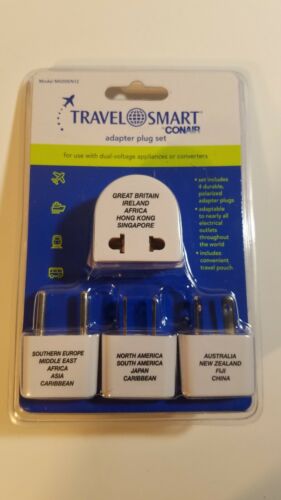 Model M500EN12
TRAVEL SMART
BY CONAIR
adapter plug set
for use with dual-voltage appliances or converters
• set includes
4 durable,
polarized
adapter plugs
• adaptable to
nearly all
electrical
outlets
throughout
the world
• includes
convenient
travel pouch
GREAT BRITAIN
IRELAND
AFRICA
HONG KONG
SINGAPORE
SOUTHERN EUROPE
MIDDLE EAST
AFRICA
ASIA
CARIBBEAN
NORTH AMERICA
SOUTH AMERICA
JAPAN
CARIBBEAN
AUSTRALIA
NEW ZEALAND
FIJI
CHINA